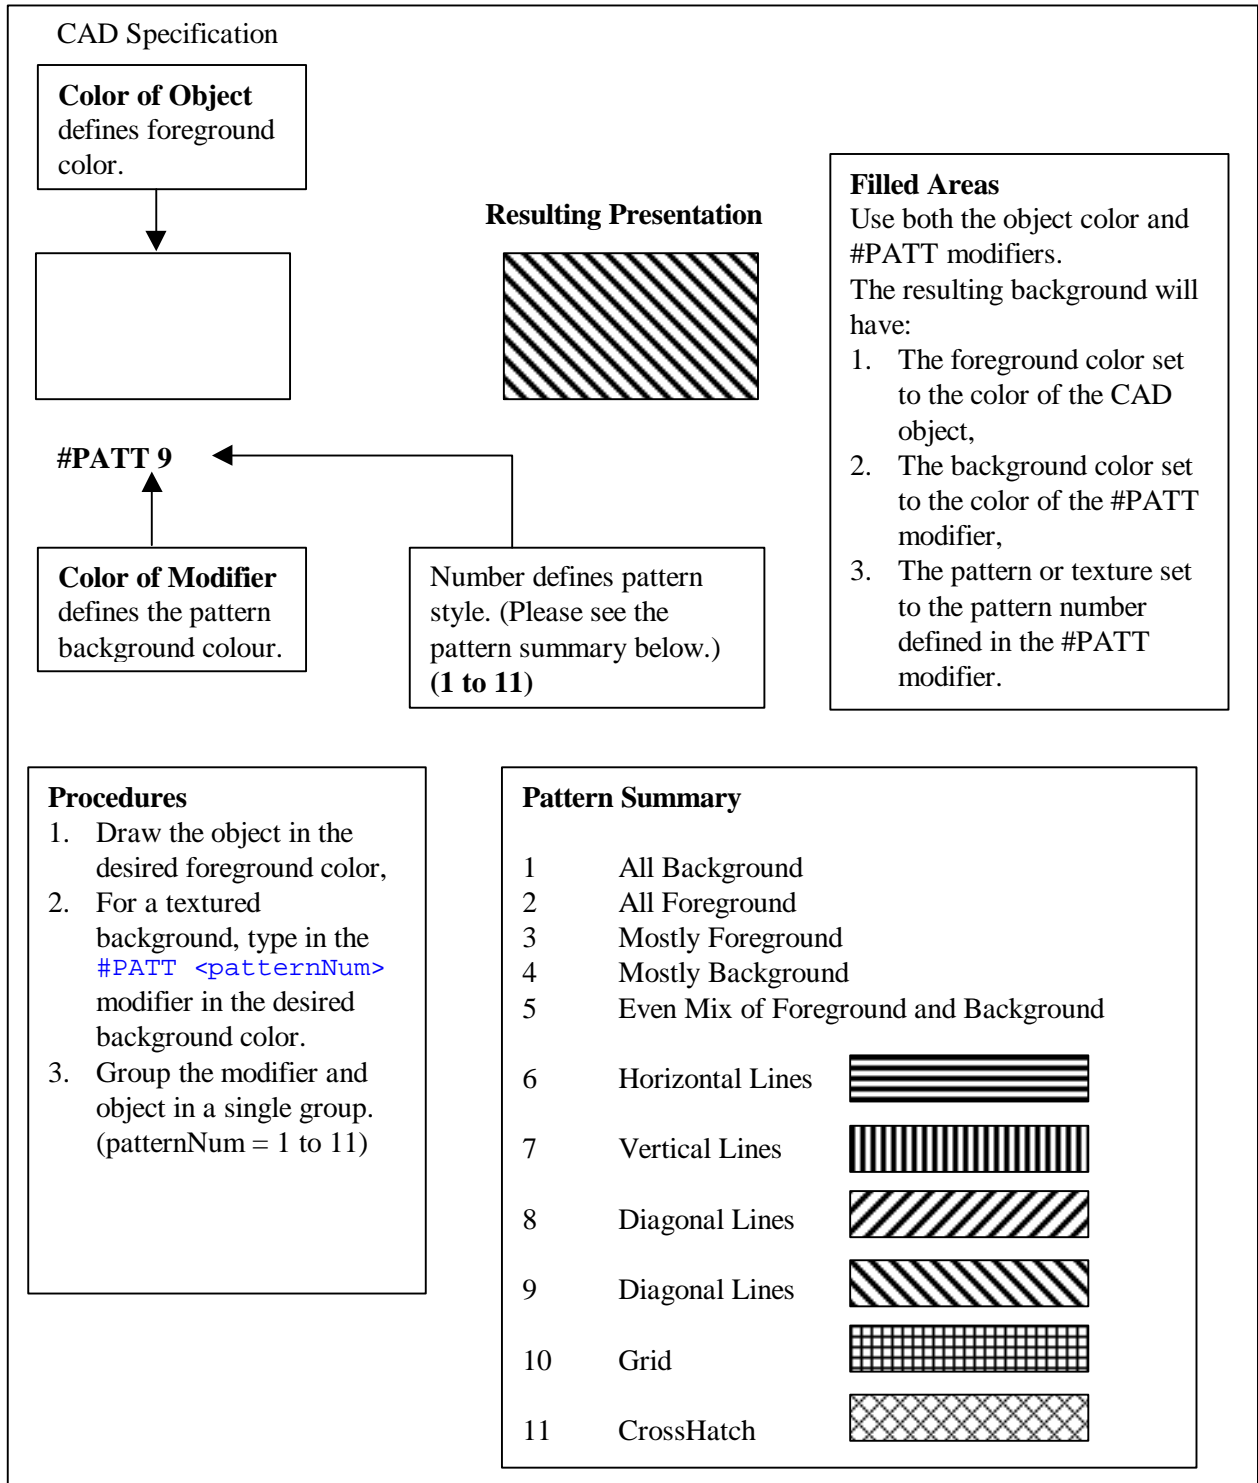 CAD Specification
Color of Object
defines foreground
color.
Resulting Presentation
#PATT 9
Color of Modifier
defines the pattern
background colour.
Number defines pattern
style. (Please see the
pattern summary below.)
(1 to 11)
Filled Areas
Use both the object color and
#PATT modifiers.
The resulting background will
have:
1. The foreground color set
to the color of the CAD
object,
2. The background color set
to the color of the #PATT
modifier,
3. The pattern or texture set
to the pattern number
defined in the #PATT
modifier.
Procedures
1. Draw the object in the
desired foreground color,
2. For a textured
background, type in the
#PATT <patternNum>
modifier in the desired
background color.
3. Group the modifier and
object in a single group.
(patternNum = 1 to 11)
Pattern Summary
1 All Background
2 All Foreground
3 Mostly Foreground
4 Mostly Background
5 Even Mix of Foreground and Background
6 Horizontal Lines
7 Vertical Lines
8 Diagonal Lines
9 Diagonal Lines
10 Grid
11 CrossHatch